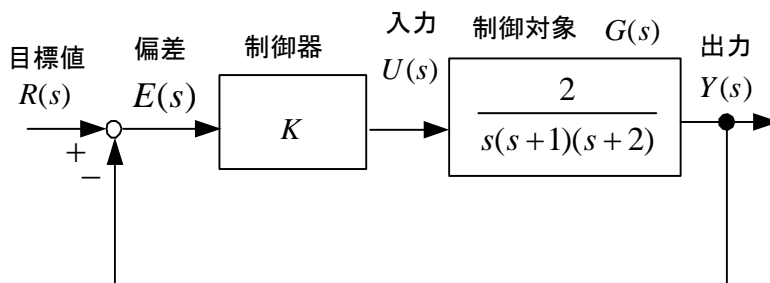 目標値
R(s)
偏差
E(s)
制御器
K
入力
U(s)
制御対象 G(s)
2
s(s+1)(s+2)
出力
Y(s)
+
−